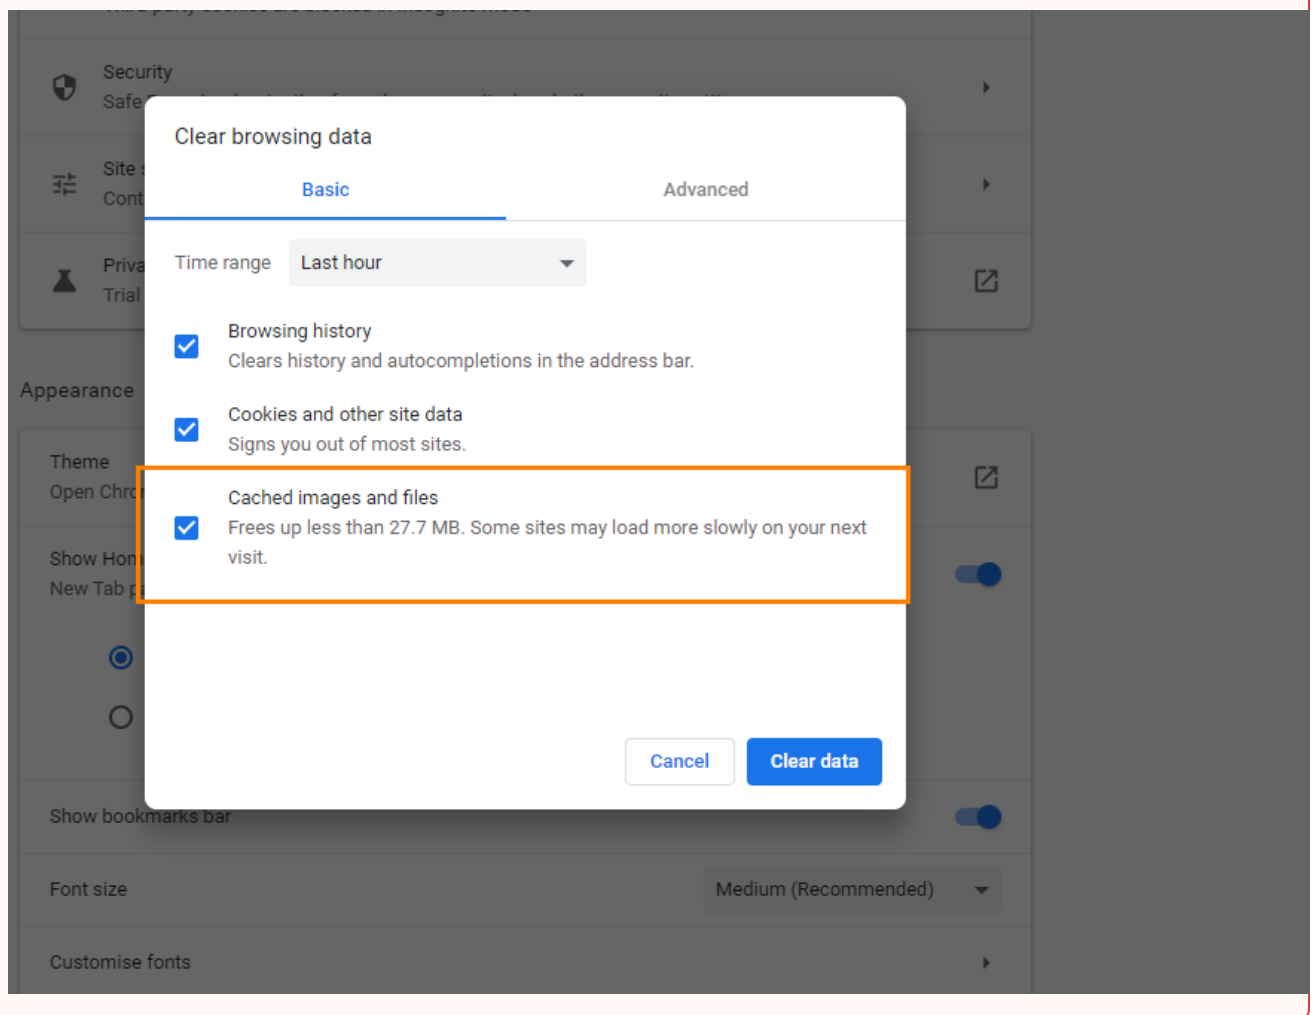 Security
Safe
Site
Cont
Priva
Trial
Clear browsing data
Basic
Advanced
Time range
Last hour
Browsing history
Clears history and autocompletions in the address bar.
Cookies and other site data
Signs you out of most sites.
Cached images and files
Frees up less than 27.7 MB. Some sites may load more slowly on your next
visit.
Cancel
Clear data
Appearance
Theme
Open Chro
Show Hom
New Tab pa
Show bookmarks bar
Font size
Medium (Recommended)
Customise fonts